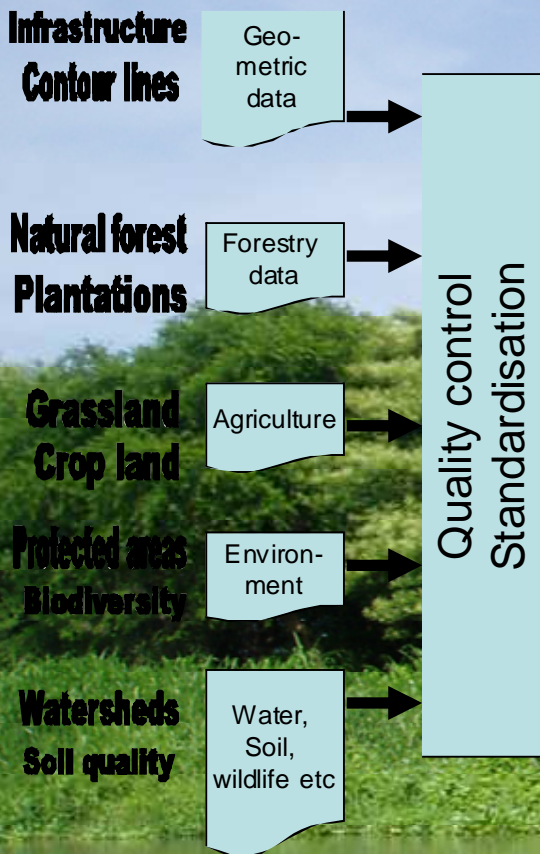 Infrastructure
Contour lines
Geo-
metric
data
Natural forest
Plantations
Forestry
data
Grassland
Crop land
Agriculture
Protected areas
Biodiversity
Environ-
ment
Watersheds
Soil quality
Water,
Soil,
wildlife etc
Quality control
Standardisation